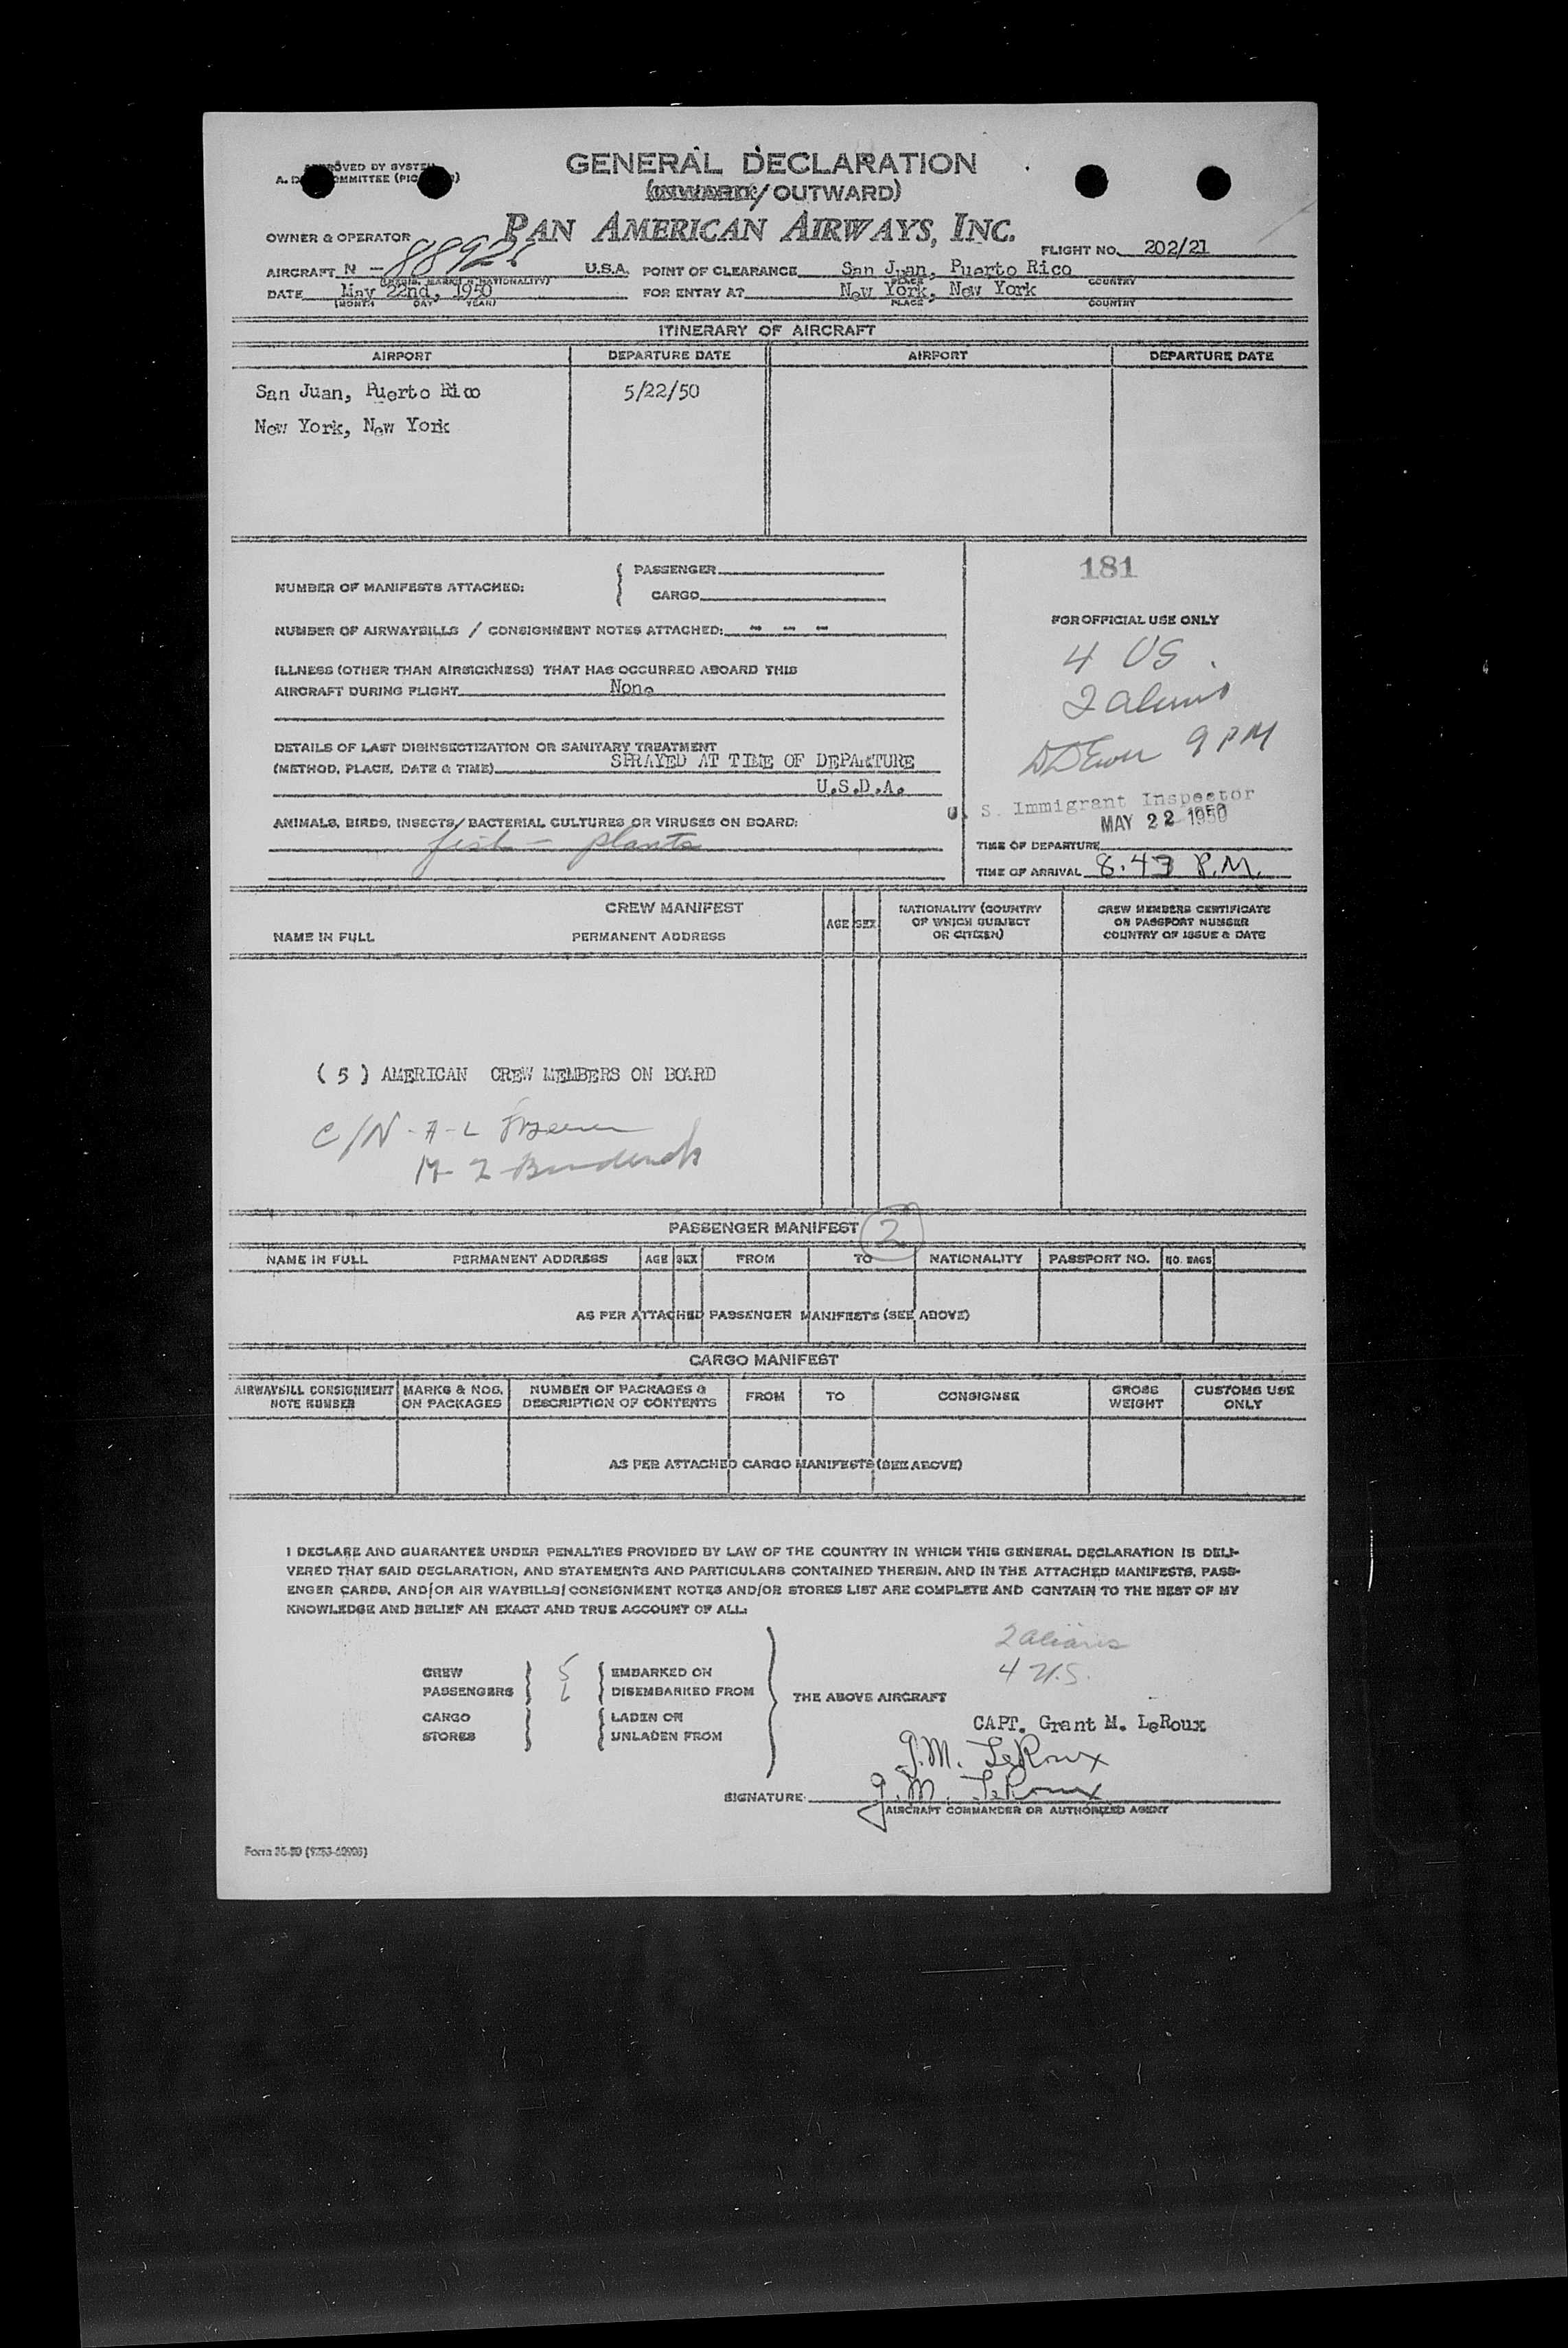 GENERAL DECLARATION
(INWARD/OUTWARD)
PAN AMERICAN AIRWAYS, INC.
OWNER & OPERATOR
FLIGHT NO. 202/21
AIRCRAFT N - U.S.A. POINT OF CLEARANCE San Juan, Puerto Rico
PLACE COUNTRY
DATE May 22nd, 1950 FOR ENTRY AT New York, New York
(MONTH DAY YEAR) PLACE COUNTRY
ITINERARY OF AIRCRAFT
AIRPORT DEPARTURE DATE AIRPORT DEPARTURE DATE
San Juan, Puerto Rico 5/22/50
New York, New York
181
NUMBER OF MANIFESTS ATTACHED: { PASSENGER
CARGO
FOR OFFICIAL USE ONLY
NUMBER OF AIRWAYBILLS / CONSIGNMENT NOTES ATTACHED: - - -
4 US.
2 aliens
ILLNESS (OTHER THAN AIRSICKNESS) THAT HAS OCCURRED ABOARD THIS
AIRCRAFT DURING FLIGHT None
9 PM
DETAILS OF LAST DISINSECTIZATION OR SANITARY TREATMENT
(METHOD, PLACE, DATE & TIME) SPRAYED AT TIME OF DEPARTURE
U.S.D.A.
U. S. Immigrant Inspector
MAY 22 1950
ANIMALS, BIRDS, INSECTS, BACTERIAL CULTURES OR VIRUSES ON BOARD:
fish - plants
TIME OF DEPARTURE
TIME OF ARRIVAL 8.43 P.M.
CREW MANIFEST
NAME IN FULL PERMANENT ADDRESS AGE SEX NATIONALITY (COUNTRY OF WHICH SUBJECT OR CITIZEN) CREW MEMBERS CERTIFICATE OR PASSPORT NUMBER COUNTRY OF ISSUE & DATE
( 5 ) AMERICAN CREW MEMBERS ON BOARD
C/N - A-L
PASSENGER MANIFEST 2
NAME IN FULL PERMANENT ADDRESS AGE SEX FROM TO NATIONALITY PASSPORT NO. NO. BAGS
AS PER ATTACHED PASSENGER MANIFESTS (SEE ABOVE)
CARGO MANIFEST
AIRWAYBILL CONSIGNMENT NOTE NUMBER MARKS & NOS. ON PACKAGES NUMBER OF PACKAGES & DESCRIPTION OF CONTENTS FROM TO CONSIGNEE GROSS WEIGHT CUSTOMS USE ONLY
AS PER ATTACHED CARGO MANIFESTS (SEE ABOVE)
I DECLARE AND GUARANTEE UNDER PENALTIES PROVIDED BY LAW OF THE COUNTRY IN WHICH THIS GENERAL DECLARATION IS DELI-
VERED THAT SAID DECLARATION, AND STATEMENTS AND PARTICULARS CONTAINED THEREIN, AND IN THE ATTACHED MANIFESTS, PASS-
ENGER CARDS, AND/OR AIR WAYBILLS/CONSIGNMENT NOTES AND/OR STORES LIST ARE COMPLETE AND CONTAIN TO THE BEST OF MY
KNOWLEDGE AND BELIEF AN EXACT AND TRUE ACCOUNT OF ALL:
2 aliens
4 U.S.
CREW } 5 { EMBARKED ON
PASSENGERS } 6 { DISEMBARKED FROM
THE ABOVE AIRCRAFT
CARGO } { LADEN ON
STORES } { UNLADEN FROM
CAPT. Grant M. LeRoux
G.M. LeRoux
SIGNATURE: G.M. LeRoux
AIRCRAFT COMMANDER OR AUTHORIZED AGENT